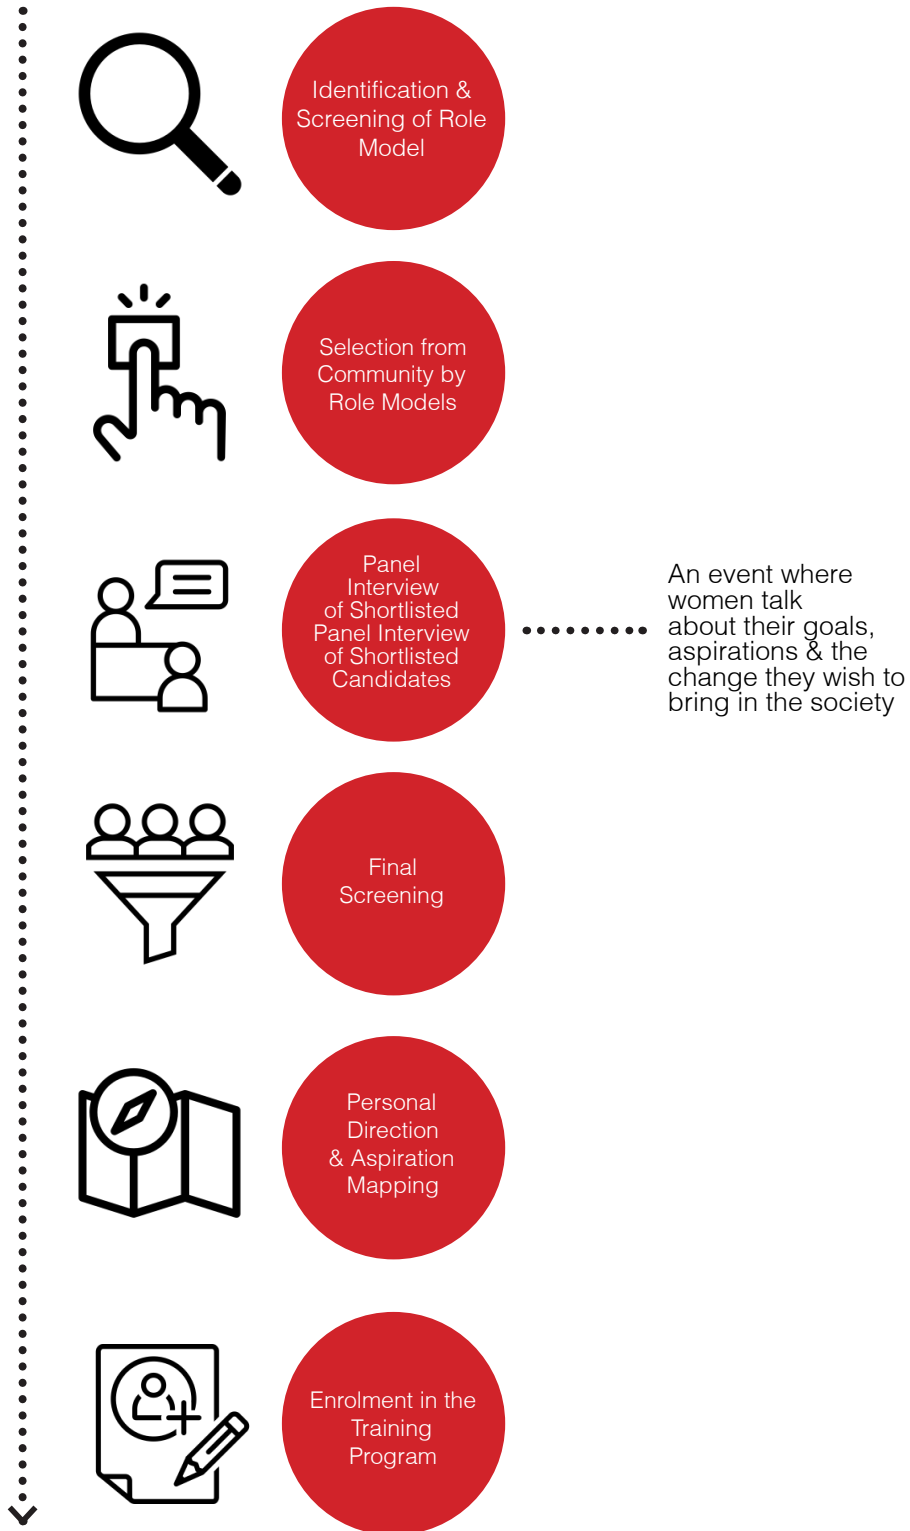 Identification &
Screening of Role
Model
Selection from
Community by
Role Models
Panel
Interview
of Shortlisted
Panel Interview
of Shortlisted
Candidates
An event where
women talk
about their goals,
aspirations & the
change they wish to
bring in the society
Final
Screening
Personal
Direction
& Aspiration
Mapping
Enrolment in the
Training
Program